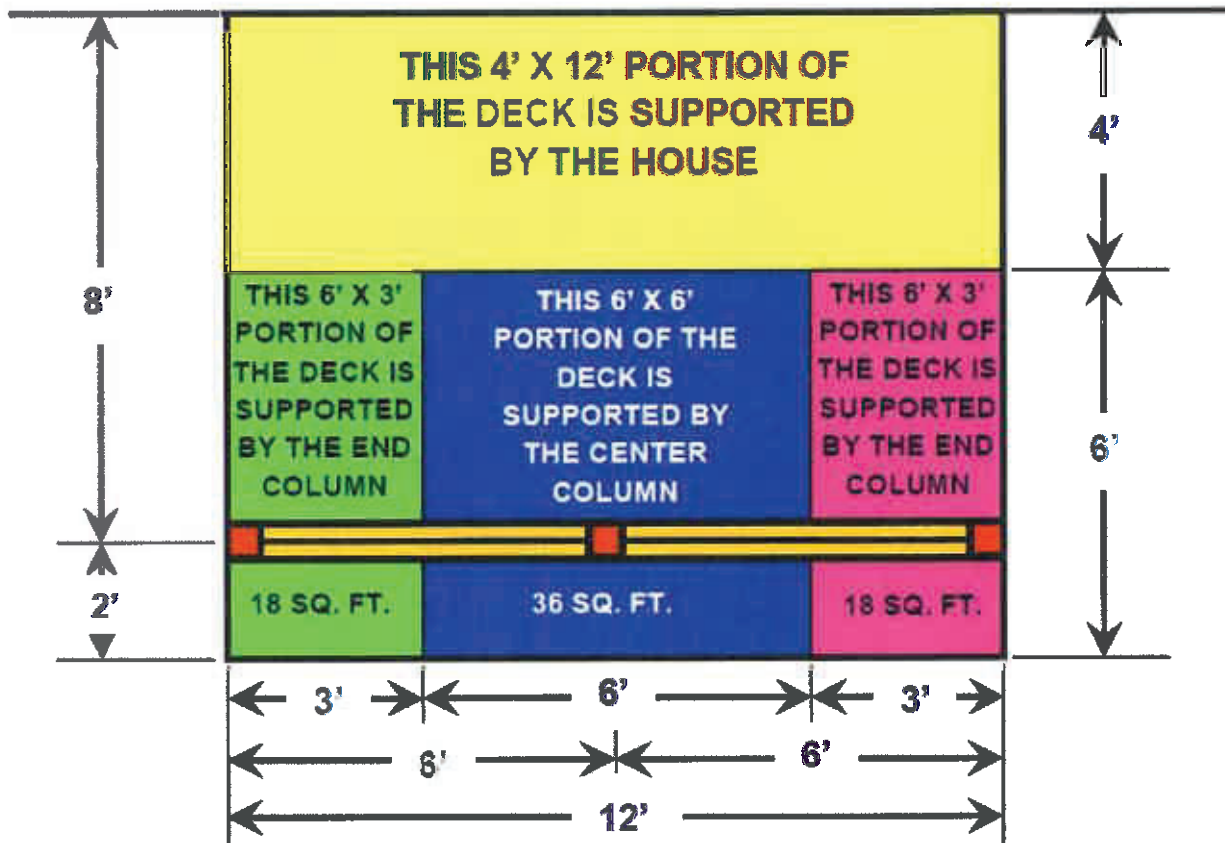 THIS 4' X 12' PORTION OF
THE DECK IS SUPPORTED
BY THE HOUSE
4'
8'
THIS 6' X 3'
PORTION OF
THE DECK IS
SUPPORTED
BY THE END
COLUMN
THIS 6' X 6'
PORTION OF THE
DECK IS
SUPPORTED BY
THE CENTER
COLUMN
THIS 6' X 3'
PORTION OF
THE DECK IS
SUPPORTED
BY THE END
COLUMN
6'
2'
18 SQ. FT.
36 SQ. FT.
18 SQ. FT.
3'
6'
3'
6'
6'
12'